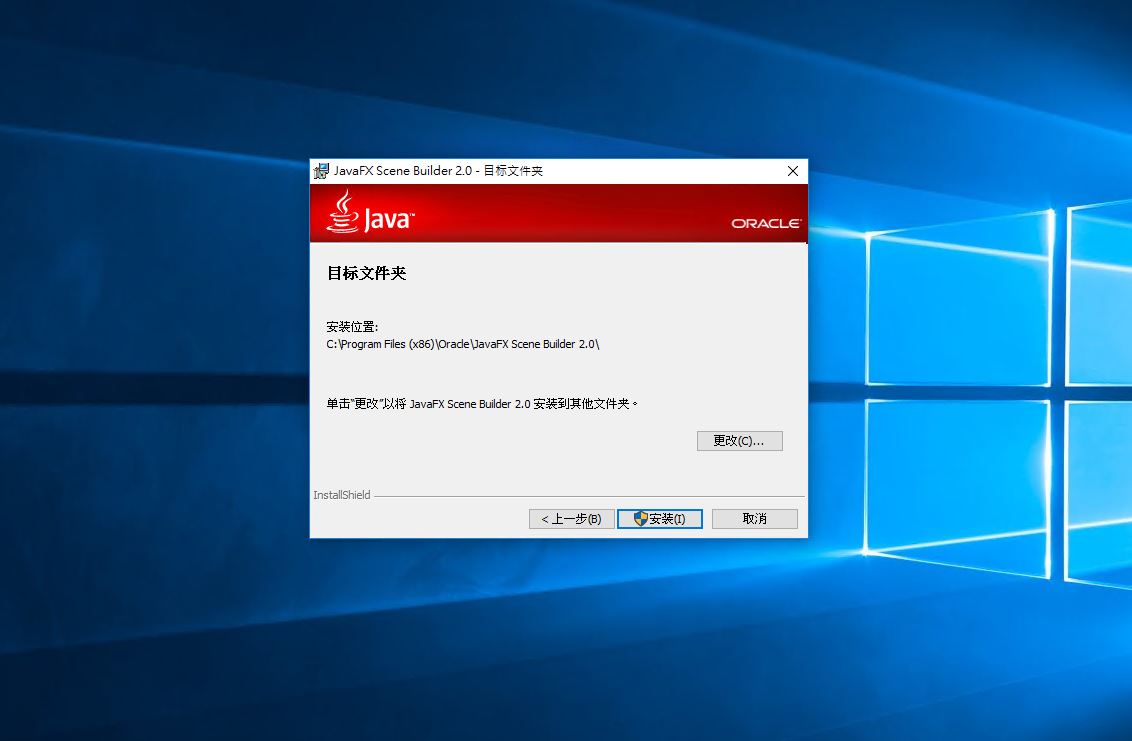 JavaFX Scene Builder 2.0 - 目标文件夹
Java™
ORACLE®
目标文件夹
安装位置:
C:\Program Files (x86)\Oracle\JavaFX Scene Builder 2.0\
单击“更改”以将 JavaFX Scene Builder 2.0 安装到其他文件夹。
更改(C)...
InstallShield
< 上一步(B)
安装(I)
取消